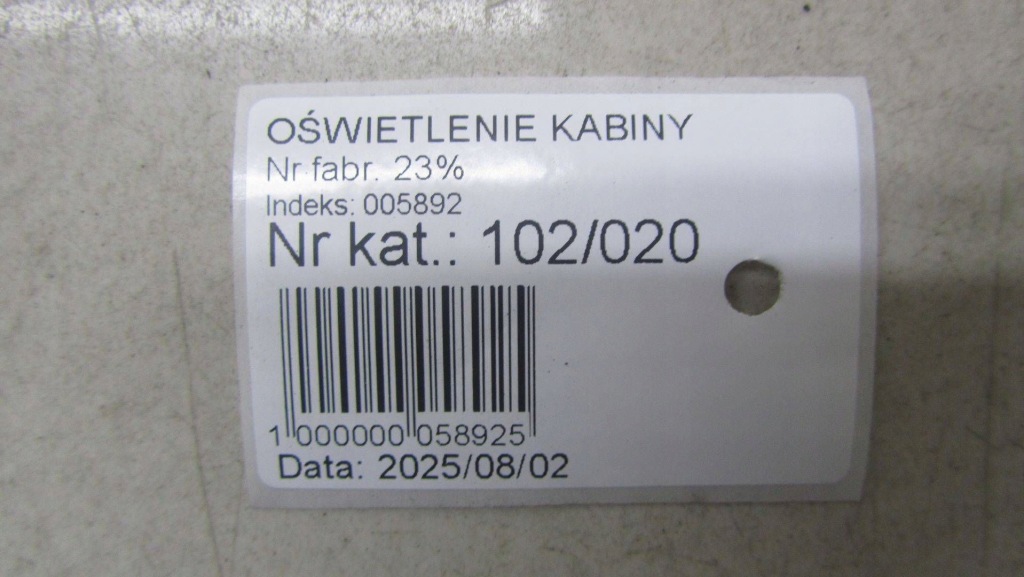 OŚWIETLENIE KABINY
Nr fabr. 23%
Indeks: 005892
Nr kat.: 102/020
1 000000 058925
Data: 2025/08/02